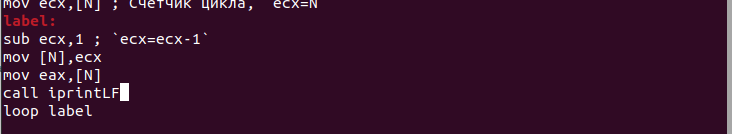 mov ecx,[N] ; Счетчик цикла, `ecx=N`
label:
sub ecx,1 ; `ecx=ecx-1`
mov [N],ecx
mov eax,[N]
call iprintLF
loop label